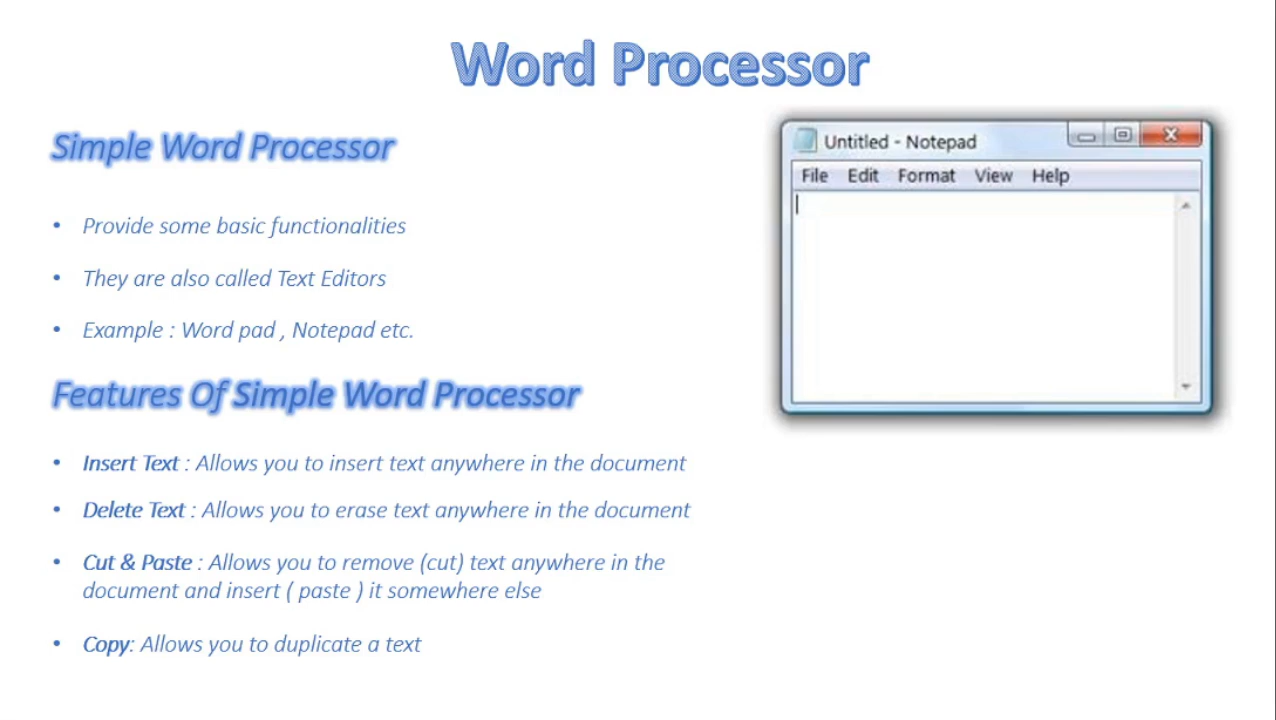 Word Processor
Simple Word Processor
• Provide some basic functionalities
• They are also called Text Editors
• Example : Word pad , Notepad etc.
Untitled - Notepad
File Edit Format View Help
Features Of Simple Word Processor
• Insert Text : Allows you to insert text anywhere in the document
• Delete Text : Allows you to erase text anywhere in the document
• Cut & Paste : Allows you to remove (cut) text anywhere in the
document and insert ( paste ) it somewhere else
• Copy: Allows you to duplicate a text